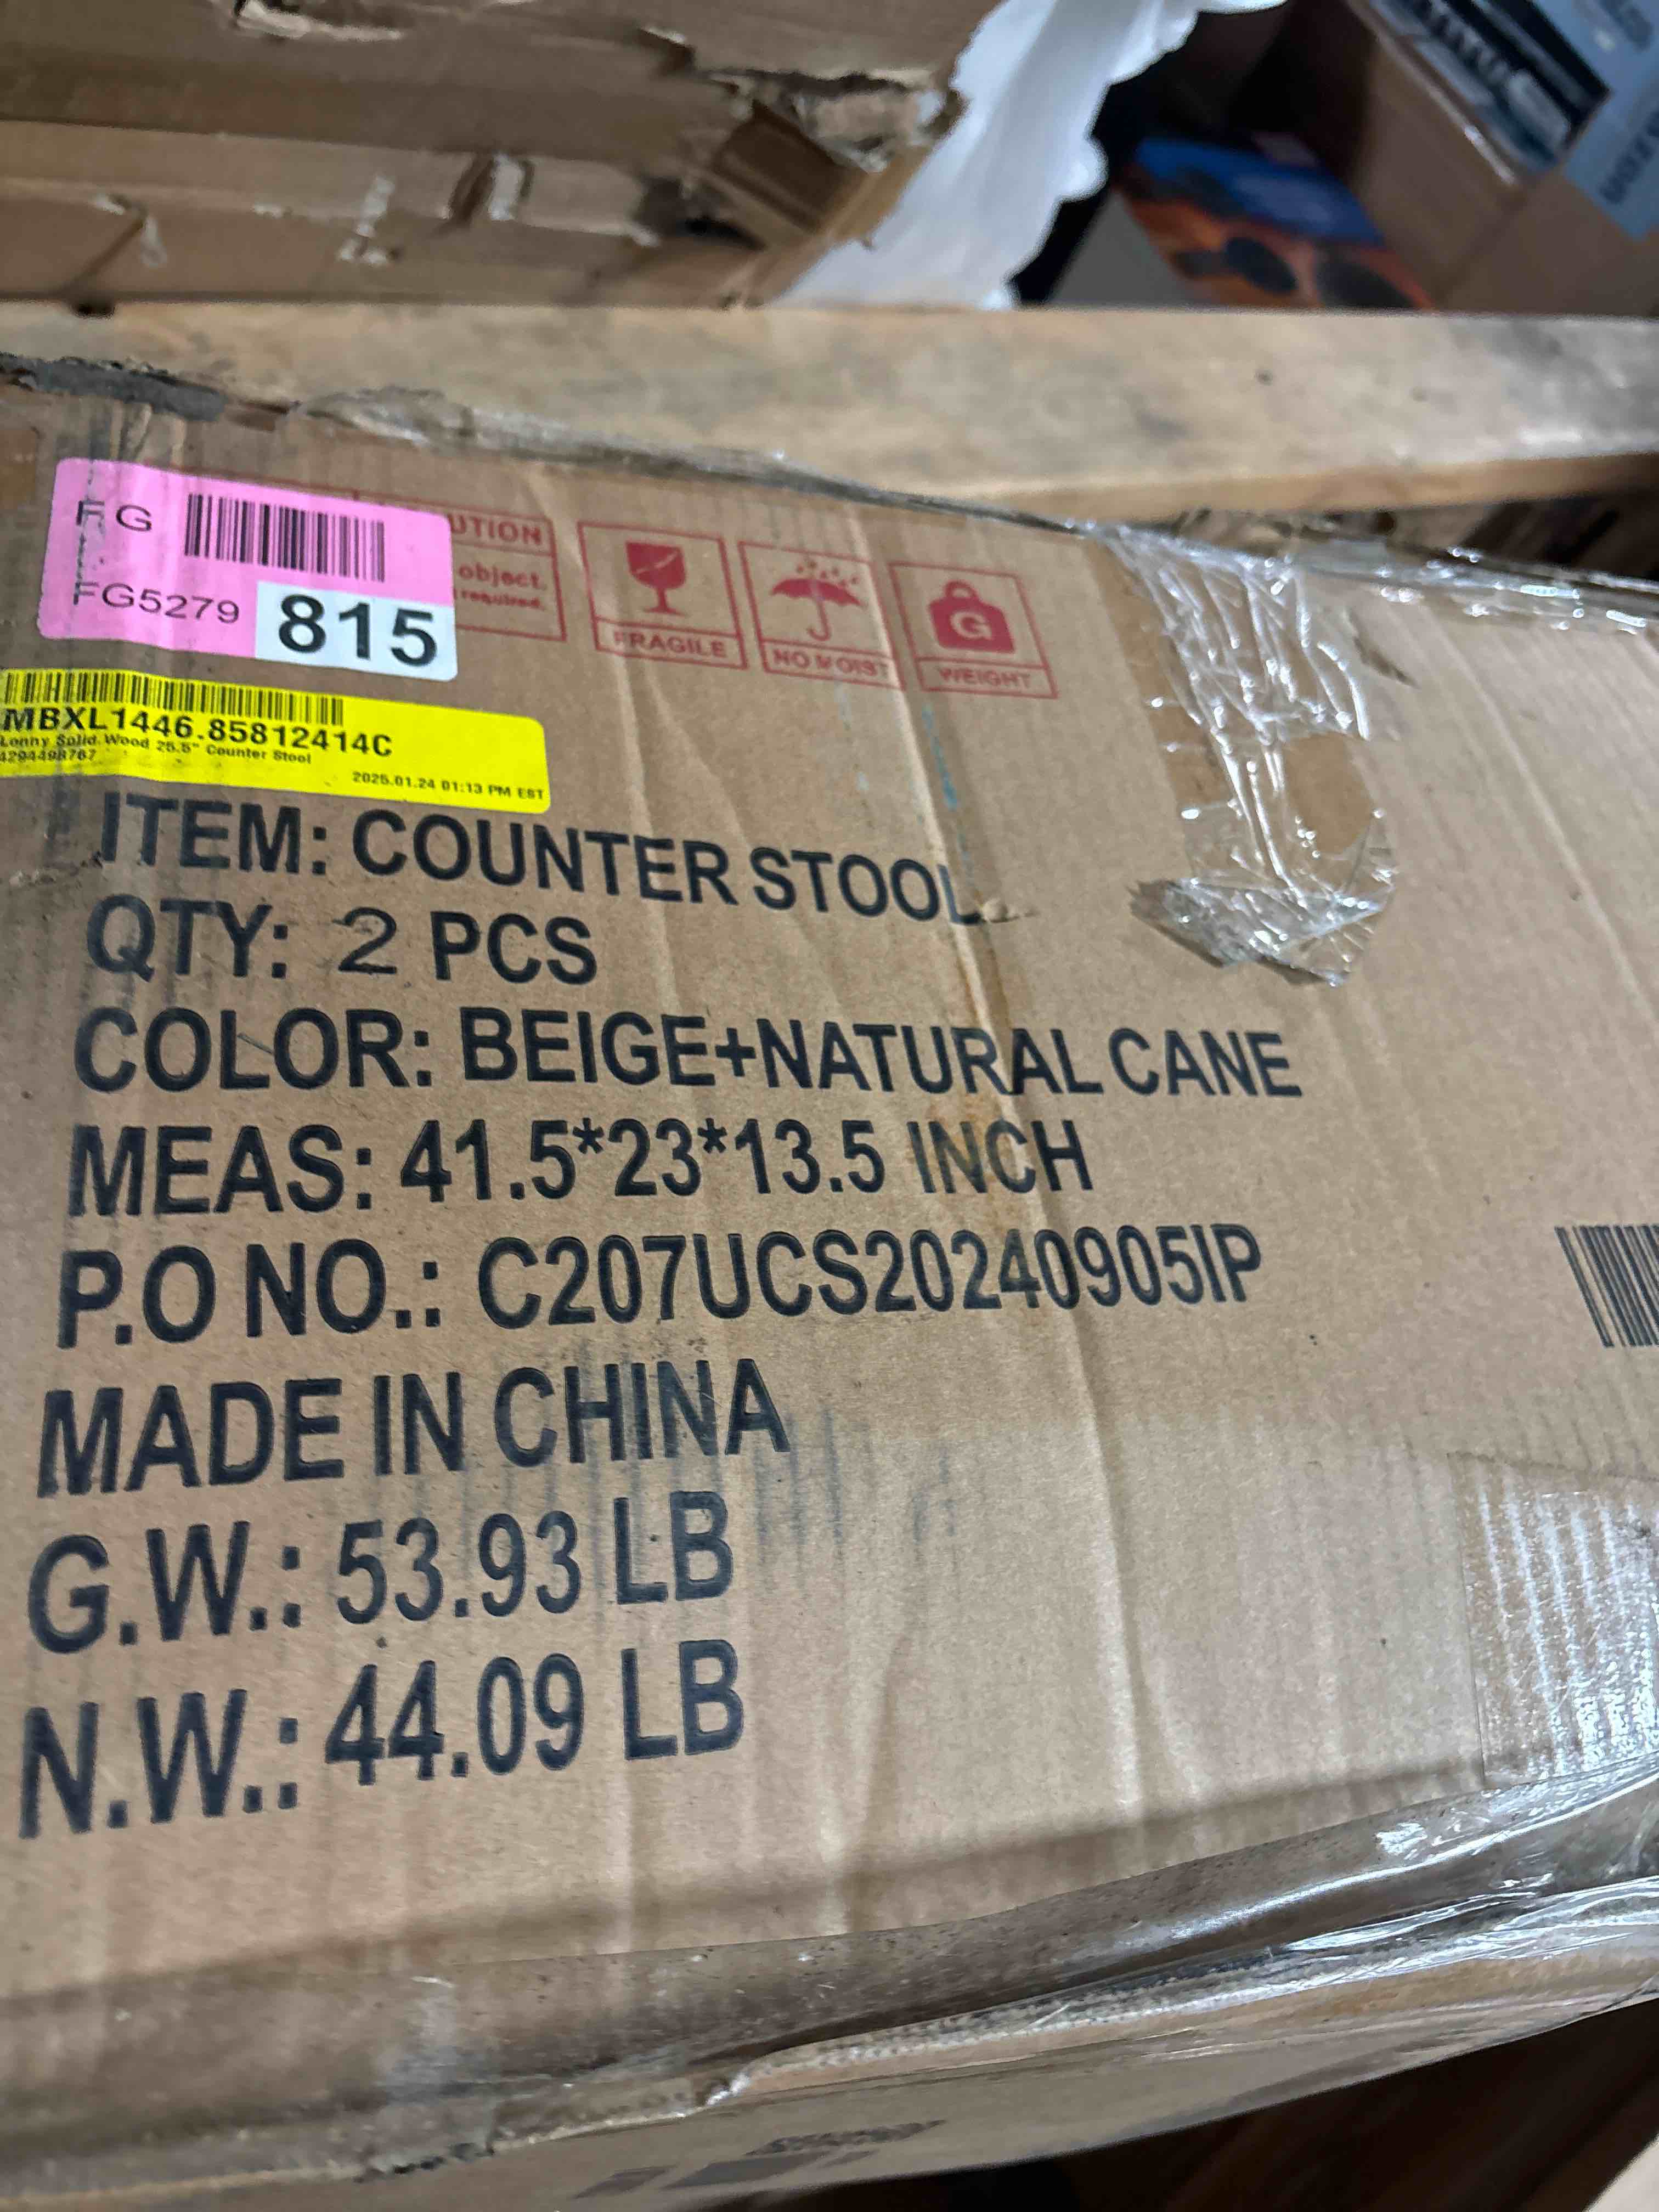 FG
FG5279 815
UTION
object.
required.
FRAGILE
NO MOIST
G
WEIGHT
MBXL1446.85812414C
Lonny Solid Wood 25.5" Counter Stool
4294498767
2025.01.24 01:13 PM EST
ITEM: COUNTER STOOL
QTY: 2 PCS
COLOR: BEIGE+NATURAL CANE
MEAS: 41.5*23*13.5 INCH
P.O NO.: C207UCS20240905IP
MADE IN CHINA
G.W.: 53.93 LB
N.W.: 44.09 LB